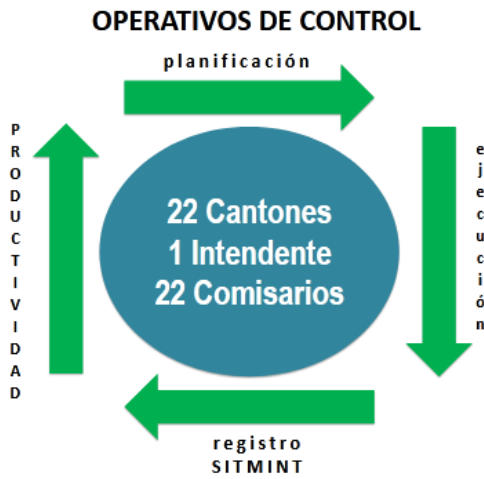 OPERATIVOS DE CONTROL
planificación
PRODUCTIVIDAD
22 Cantones
1 Intendente
22 Comisarios
ejecución
registro
SITMINT